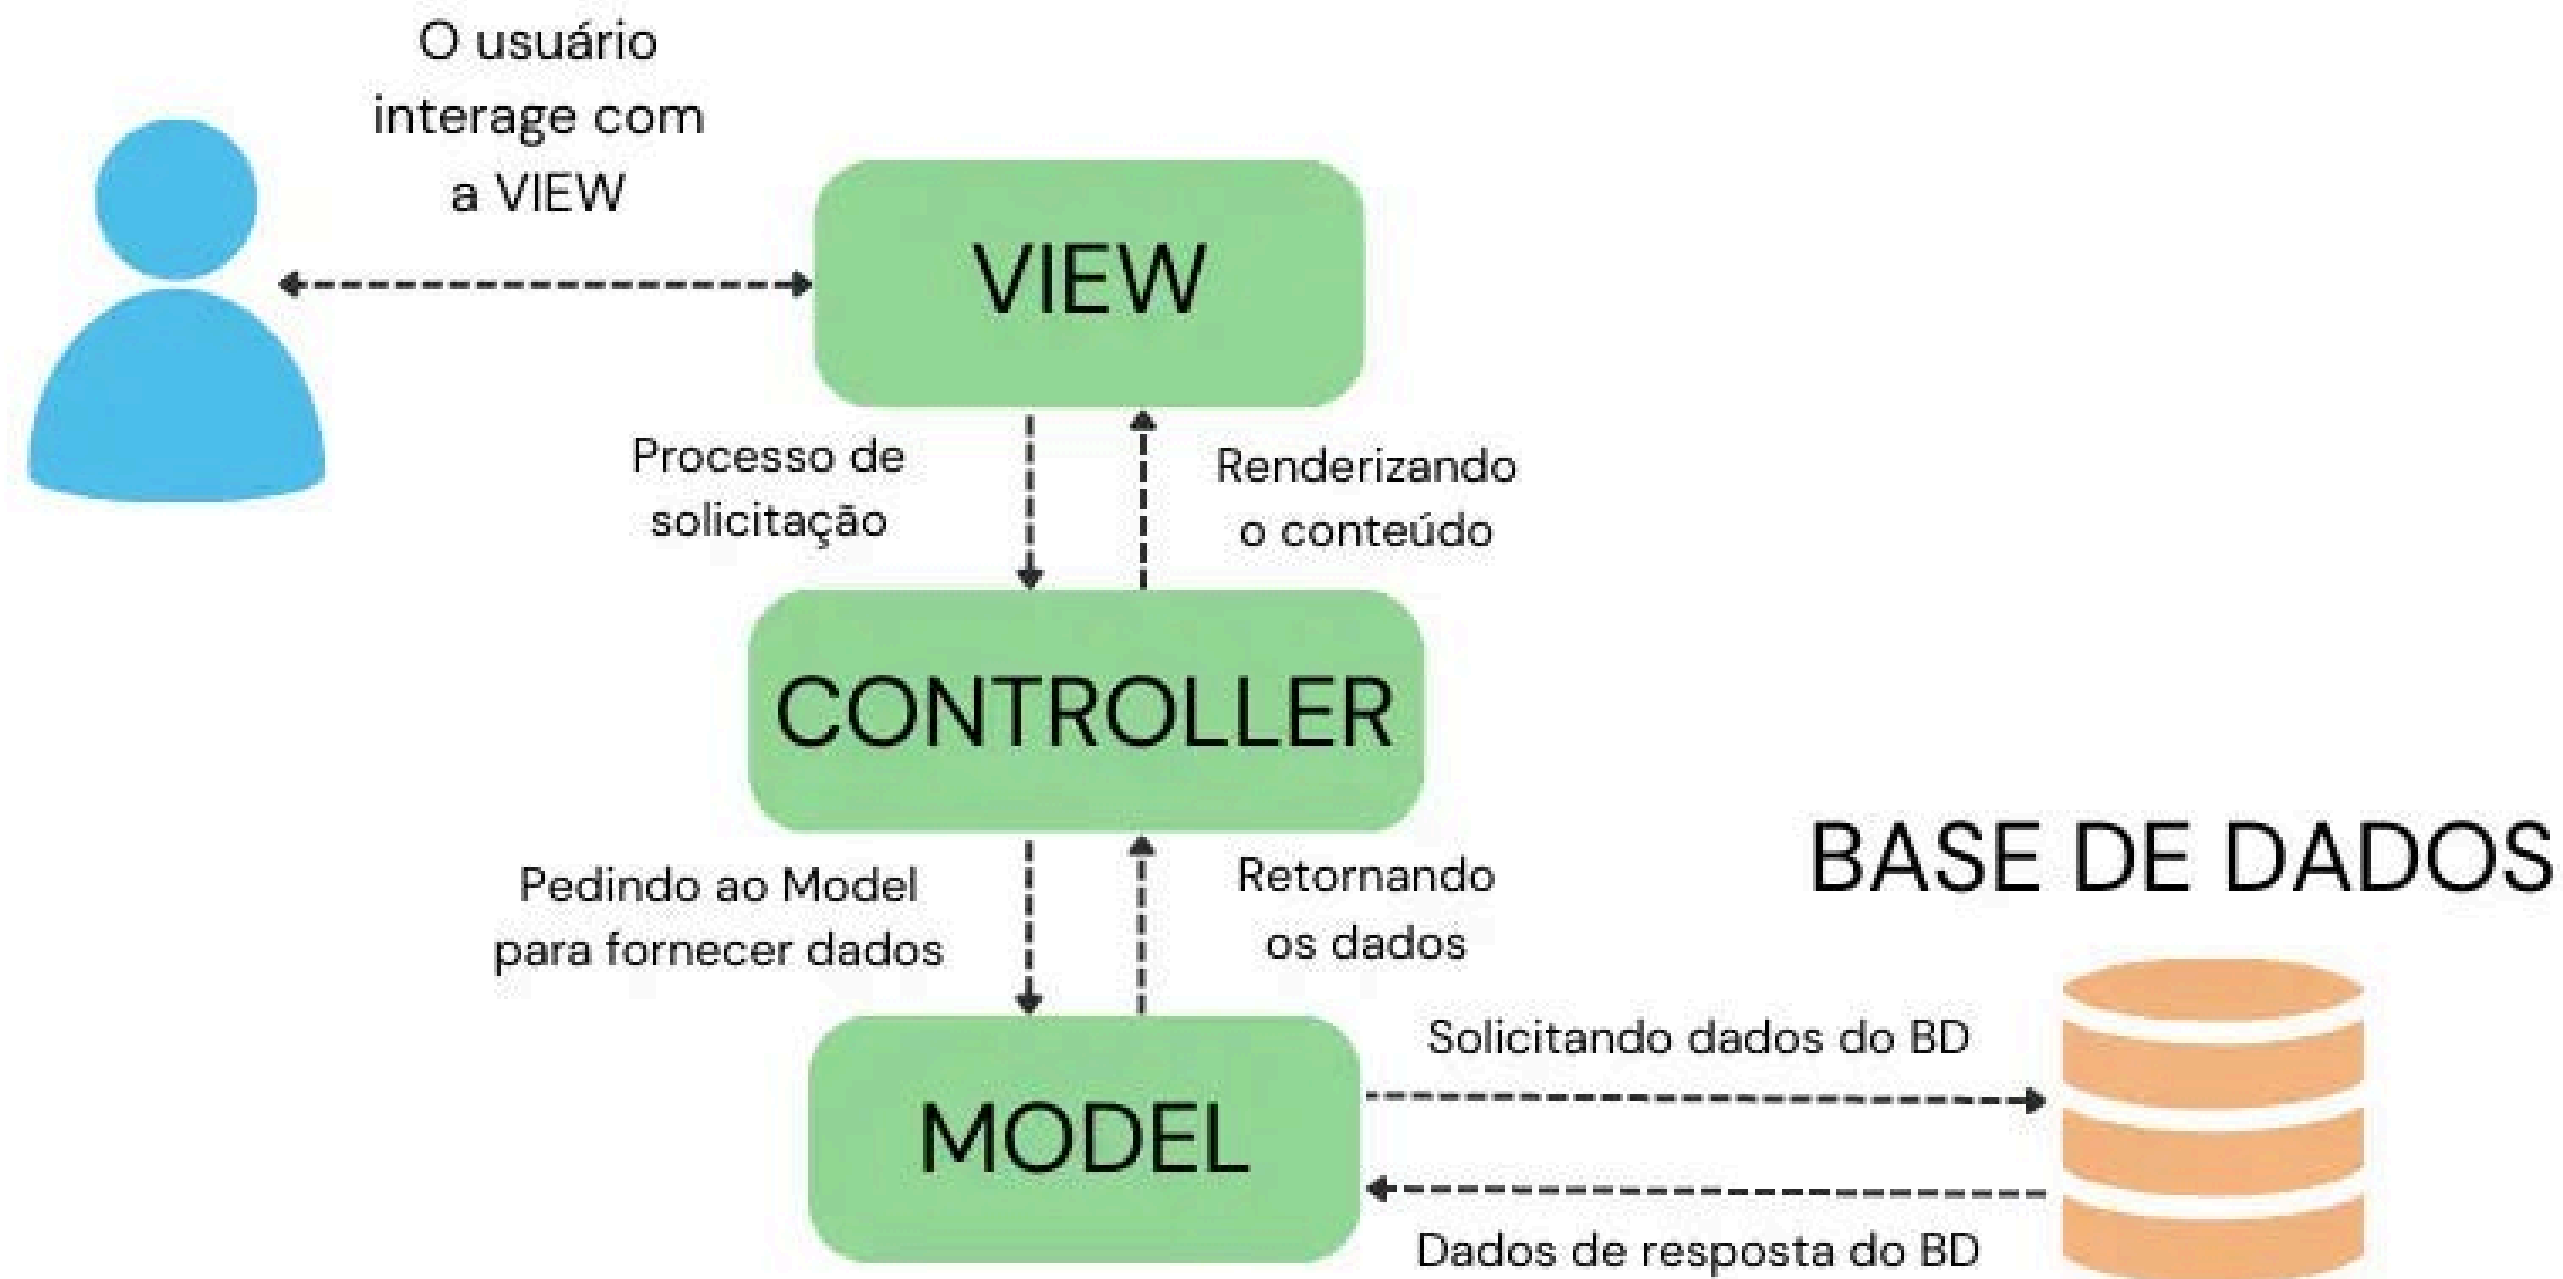 O usuário
interage com
a VIEW
VIEW
Processo de
solicitação
Renderizando
o conteúdo
CONTROLLER
Pedindo ao Model
para fornecer dados
Retornando
os dados
BASE DE DADOS
Solicitando dados do BD
MODEL
Dados de resposta do BD